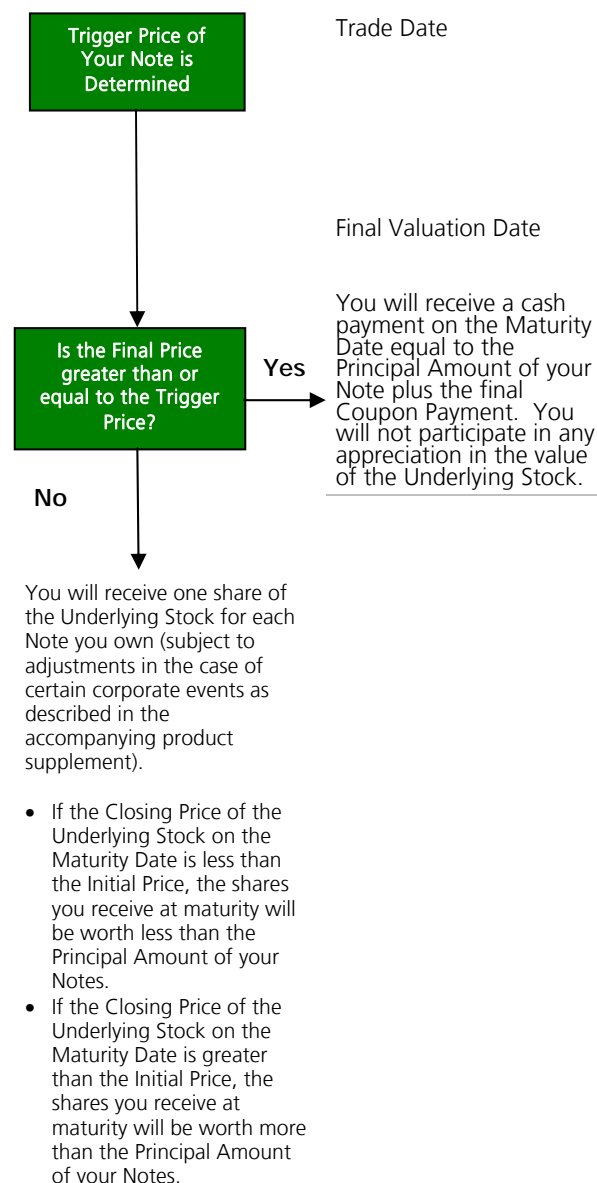 Trigger Price of
Your Note is
Determined
Trade Date
Final Valuation Date
Is the Final Price
greater than or
equal to the Trigger
Price?
Yes
You will receive a cash
payment on the Maturity
Date equal to the
Principal Amount of your
Note plus the final
Coupon Payment.  You
will not participate in any
appreciation in the value
of the Underlying Stock.
No
You will receive one share of
the Underlying Stock for each
Note you own (subject to
adjustments in the case of
certain corporate events as
described in the
accompanying product
supplement).
• If the Closing Price of the
Underlying Stock on the
Maturity Date is less than
the Initial Price, the shares
you receive at maturity will
be worth less than the
Principal Amount of your
Notes.
• If the Closing Price of the
Underlying Stock on the
Maturity Date is greater
than the Initial Price, the
shares you receive at
maturity will be worth more
than the Principal Amount
of your Notes.